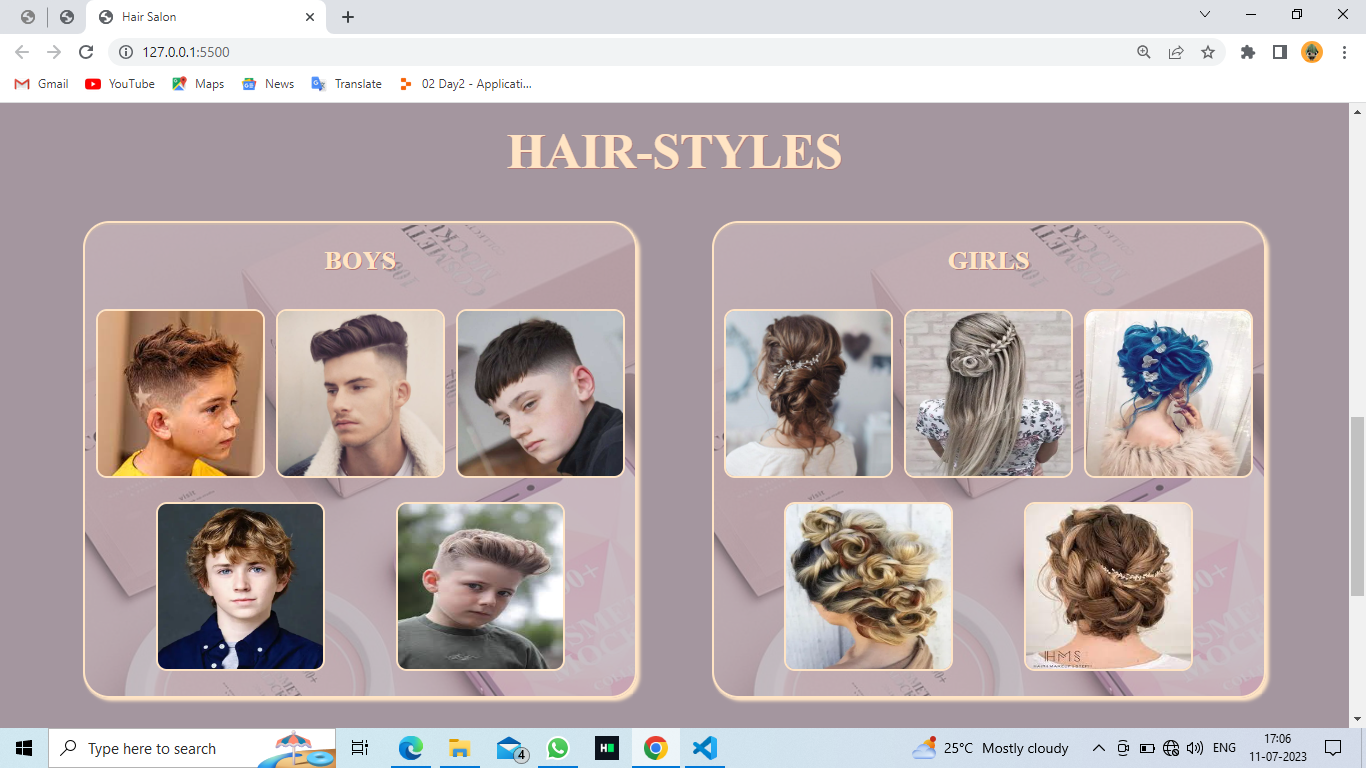 Hair Salon
127.0.0.1:5500
Gmail YouTube Maps News Translate 02 Day2 - Applicati...
HAIR-STYLES
BOYS
GIRLS
HMS
Type here to search
4
25°C Mostly cloudy
ENG
17:06
11-07-2023